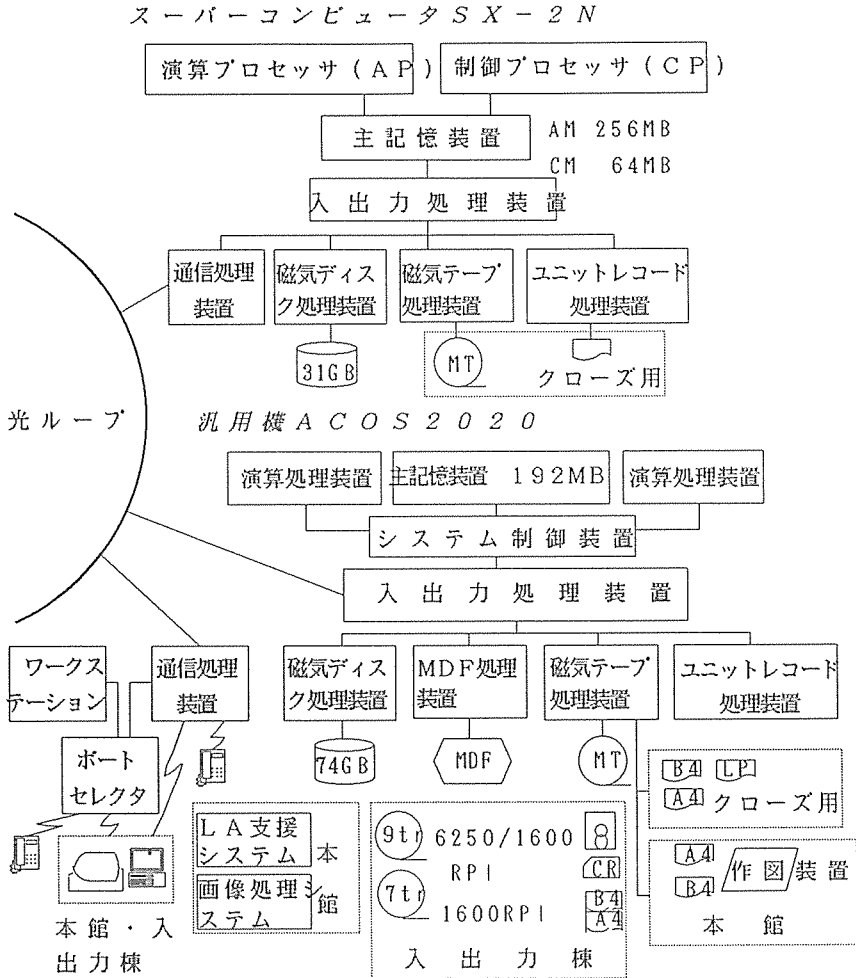 スーパーコンピュータSX-2N
演算プロセッサ(AP)
制御プロセッサ(CP)
主記憶装置
AM 256MB
CM 64MB
入出力処理装置
通信処理
装置
磁気ディス
ク処理装置
磁気テープ
処理装置
ユニットレコード
処理装置
31GB
MT
クローズ用
光ループ
汎用機ACOS2020
演算処理装置
主記憶装置 192MB
演算処理装置
システム制御装置
入出力処理装置
ワークス
テーション
通信処理
装置
磁気ディス
ク処理装置
MDF処理
装置
磁気テープ
処理装置
ユニットレコード
処理装置
ボート
セレクタ
74GB
MDF
MT
B4 LP
A4 クローズ用
LA支援
システム
画像処理シ
ステム
本
館
9tr 6250/1600
RPI
7tr
1600RPI
8
CR
B4
A4
入出力棟
A4
B4
作図装置
本館
本館・入
出力棟